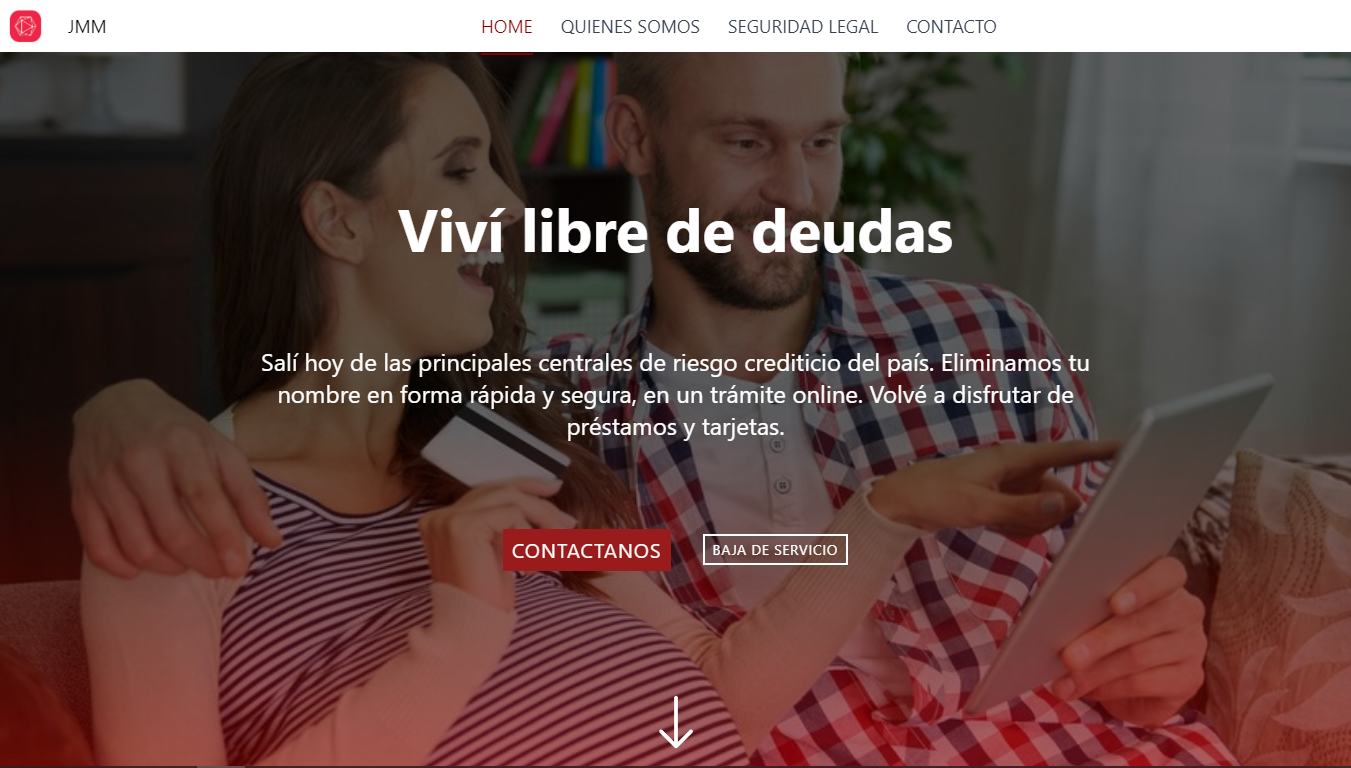 JMM
HOME
QUIENES SOMOS
SEGURIDAD LEGAL
CONTACTO
Viví libre de deudas
Salí hoy de las principales centrales de riesgo crediticio del país. Eliminamos tu
nombre en forma rápida y segura, en un trámite online. Volvé a disfrutar de
préstamos y tarjetas.
CONTACTANOS
BAJA DE SERVICIO